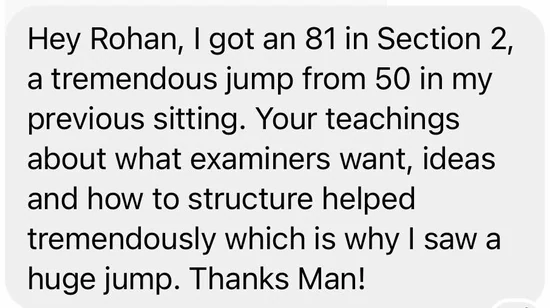 Hey Rohan, I got an 81 in Section 2,
a tremendous jump from 50 in my
previous sitting. Your teachings
about what examiners want, ideas
and how to structure helped
tremendously which is why I saw a
huge jump. Thanks Man!